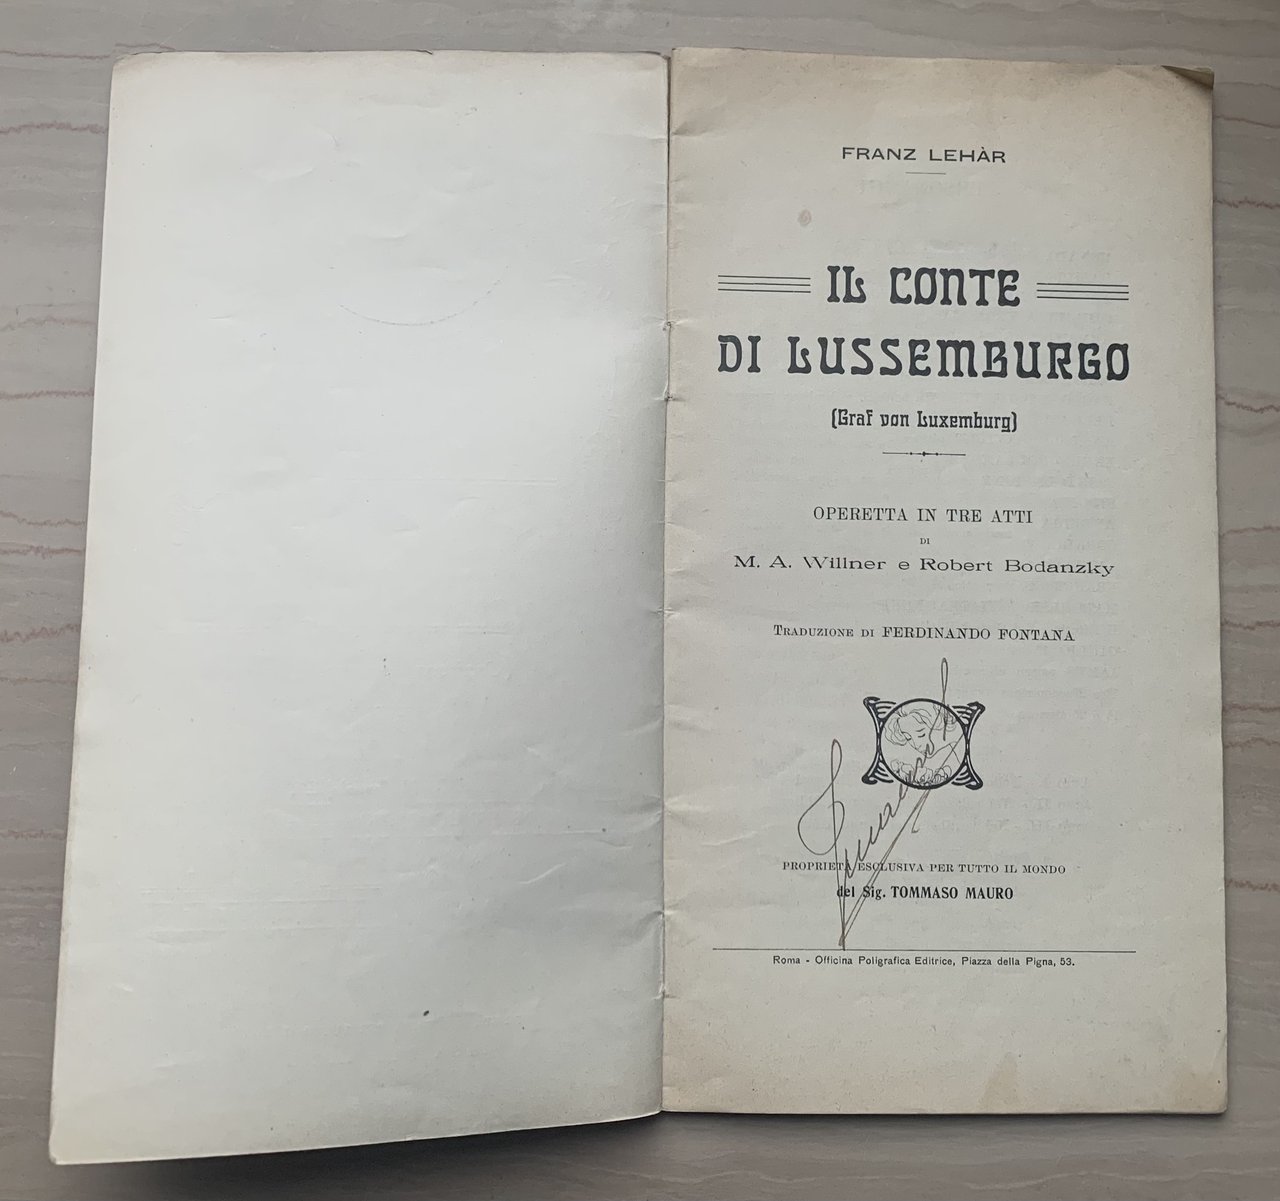 FRANZ LEHÀR
IL CONTE
DI LUSSEMBURGO
(Graf von Luxemburg)
OPERETTA IN TRE ATTI
DI
M. A. Willner e Robert Bodanzky
TRADUZIONE DI FERDINANDO FONTANA
PROPRIETÀ ESCLUSIVA PER TUTTO IL MONDO
del Sig. TOMMASO MAURO
Roma - Officina Poligrafica Editrice, Piazza della Pigna, 53.